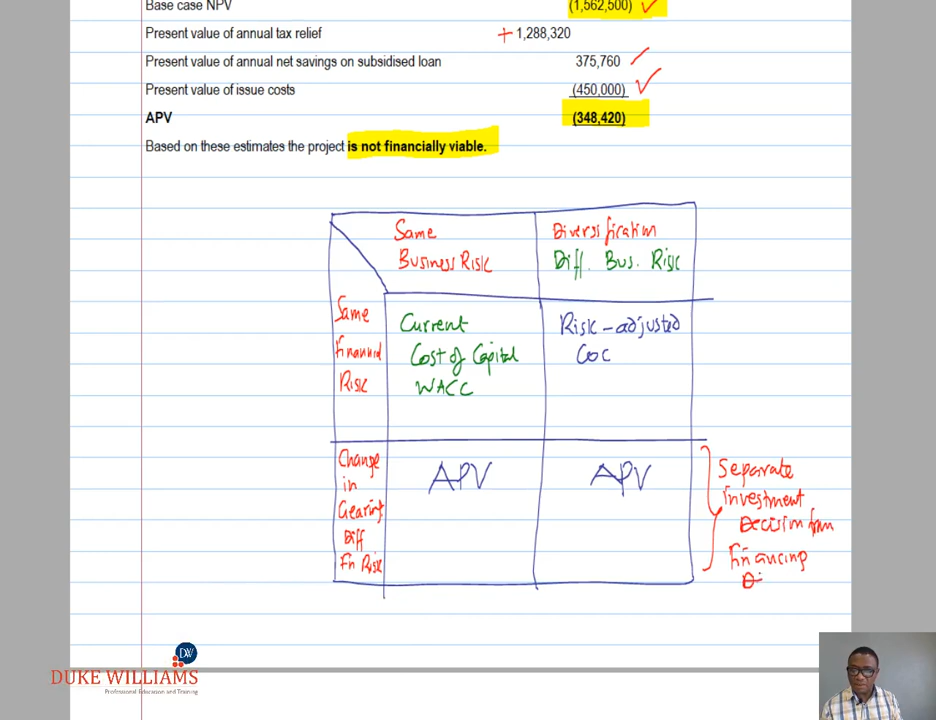 Base case NPV (1,562,500) ✓
Present value of annual tax relief + 1,288,320
Present value of annual net savings on subsidised loan 375,760
Present value of issue costs (450,000) ✓
APV (348,420)
Based on these estimates the project is not financially viable.
Same
Business Risk
Diversification
Diff. Bus. Risk
Same
Financial
Risk
Current
Cost of Capital
WACC
Risk-adjusted
COC
Change
in
Gearing
Diff
Fn Risk
APV
APV
Separate
investment
Decision from
Financing
D
DW
DUKE WILLIAMS
Professional Education and Training